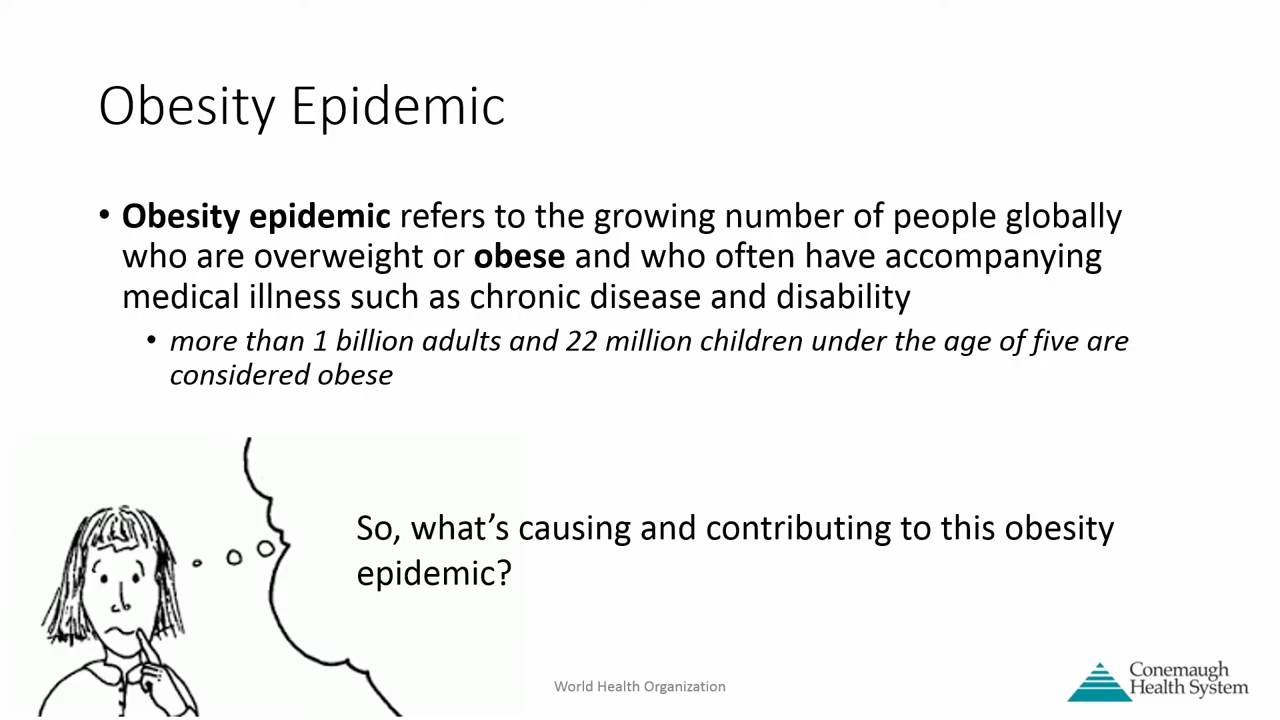 Obesity Epidemic
• Obesity epidemic refers to the growing number of people globally
who are overweight or obese and who often have accompanying
medical illness such as chronic disease and disability
• more than 1 billion adults and 22 million children under the age of five are
considered obese
So, what’s causing and contributing to this obesity
epidemic?
World Health Organization
Conemaugh
Health System